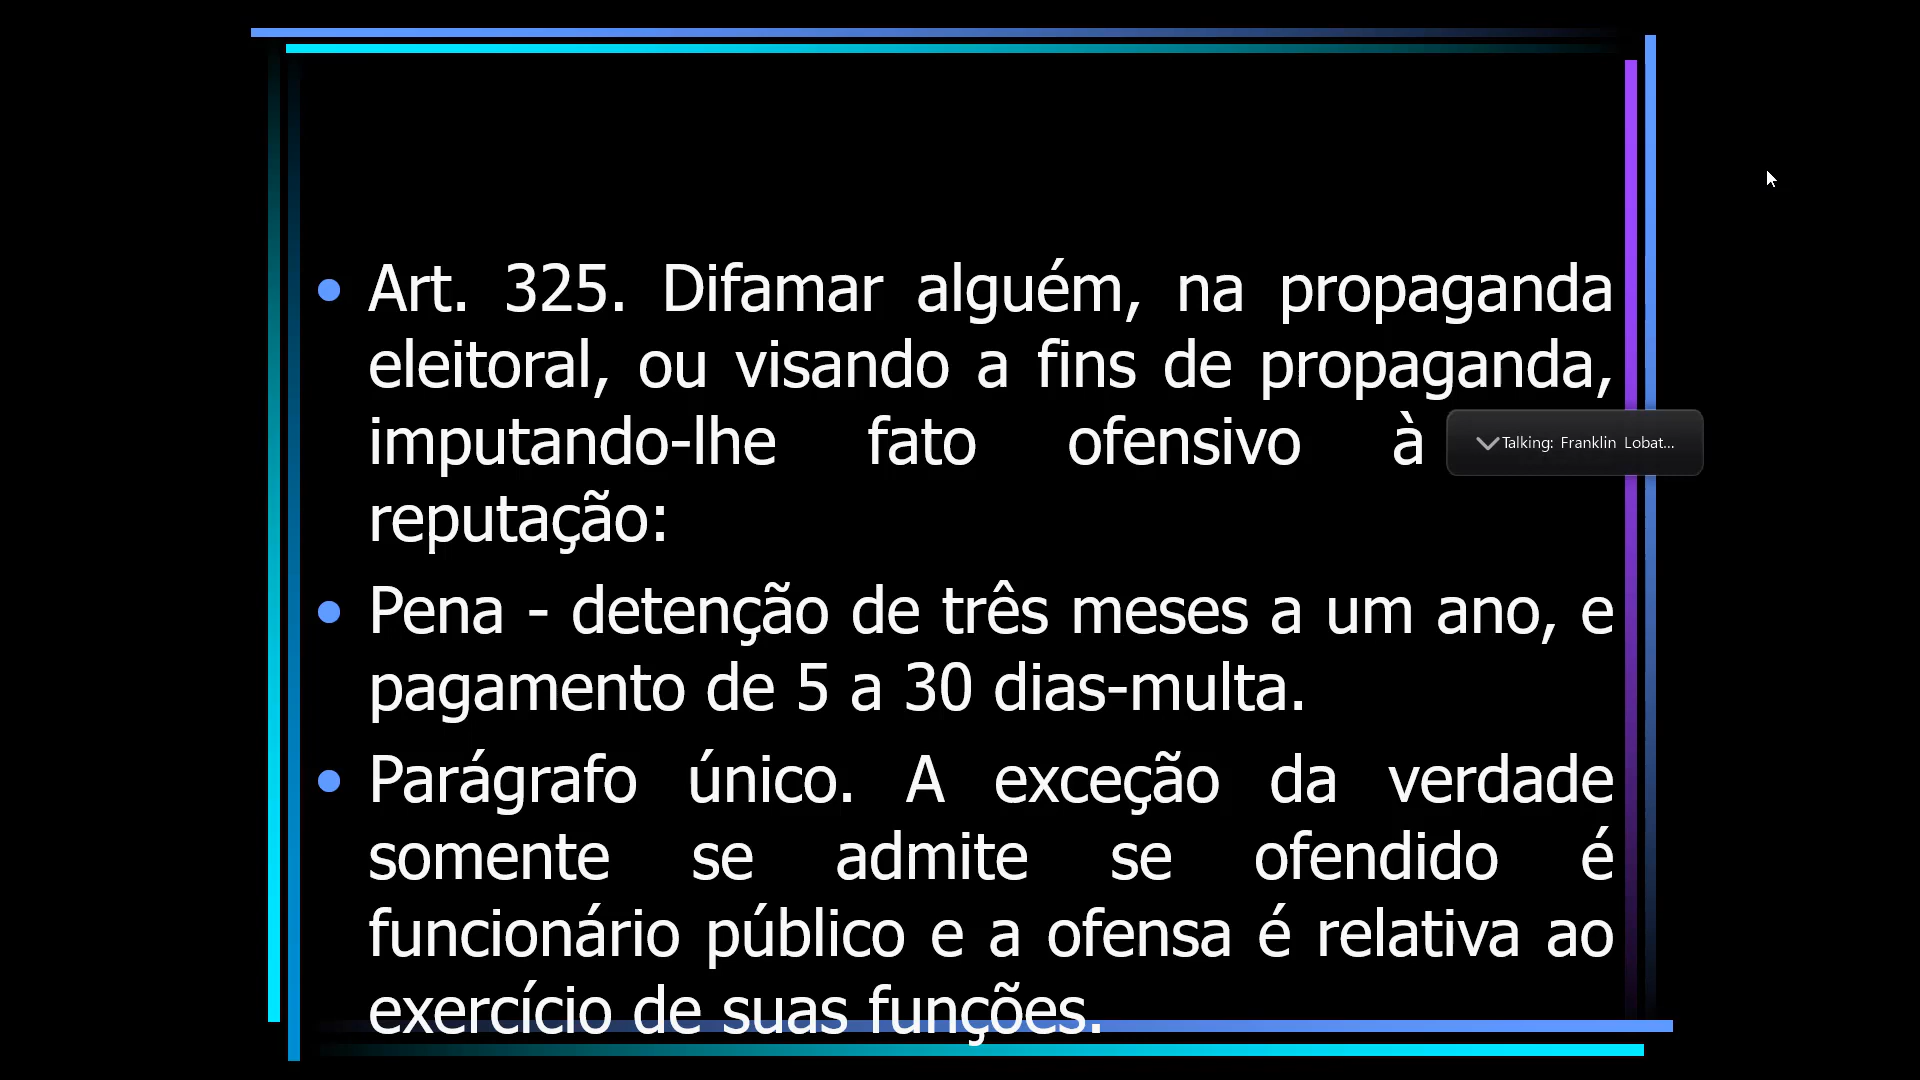 Art. 325. Difamar alguém, na propaganda
eleitoral, ou visando a fins de propaganda,
imputando-lhe fato ofensivo à
Talking: Franklin Lobat...
reputação:
Pena - detenção de três meses a um ano, e
pagamento de 5 a 30 dias-multa.
Parágrafo único. A exceção da verdade
somente se admite se ofendido é
funcionário público e a ofensa é relativa ao
exercício de suas funções.